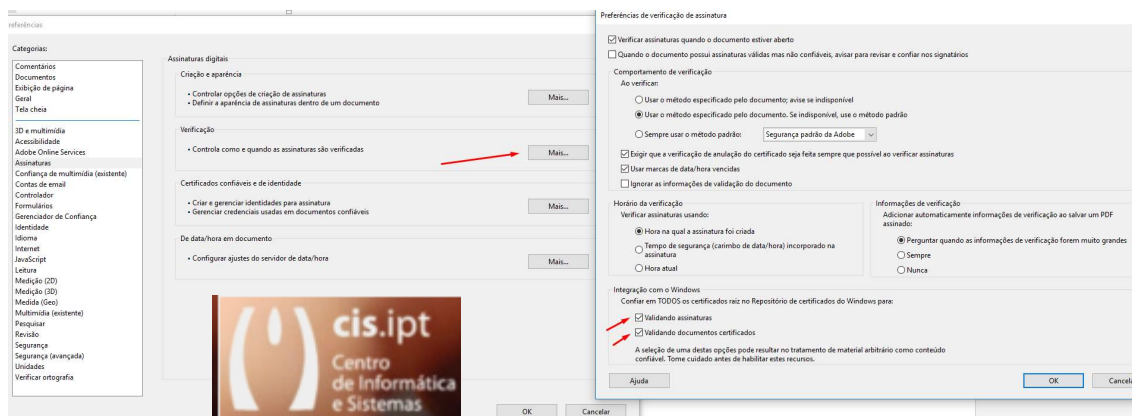 referências
Categorias:
Comentários
Documentos
Exibição de página
Geral
Tela cheia
3D e multimídia
Acessibilidade
Adobe Online Services
Assinaturas
Confiança de multimídia (existente)
Contas de email
Controlador
Formulários
Gerenciador de Confiança
Identidade
Idioma
Internet
JavaScript
Leitura
Medição (2D)
Medição (3D)
Medida (Geo)
Multimídia (existente)
Pesquisar
Revisão
Segurança
Segurança (avançada)
Unidades
Verificar ortografia
Assinaturas digitais
Criação e aparência
• Controlar opções de criação de assinaturas
• Definir a aparência de assinaturas dentro de um documento
Mais...
Verificação
• Controla como e quando as assinaturas são verificadas
Mais...
Certificados confiáveis e de identidade
• Criar e gerenciar identidades para assinatura
• Gerenciar credenciais usadas em documentos confiáveis
Mais...
De data/hora em documento
• Configurar ajustes do servidor de data/hora
Mais...
cis.ipt
Centro
de Informática
e Sistemas
OK Cancelar
Preferências de verificação de assinatura
Verificar assinaturas quando o documento estiver aberto
Quando o documento possui assinaturas válidas mas não confiáveis, avisar para revisar e confiar nos signatários
Comportamento de verificação
Ao verificar:
Usar o método especificado pelo documento; avise se indisponível
Usar o método especificado pelo documento. Se indisponível, use o método padrão
Sempre usar o método padrão: Segurança padrão da Adobe
Exigir que a verificação de anulação do certificado seja feita sempre que possível ao verificar assinaturas
Usar marcas de data/hora vencidas
Ignorar as informações de validação do documento
Horário da verificação
Verificar assinaturas usando:
Hora na qual a assinatura foi criada
Tempo de segurança (carimbo de data/hora) incorporado na
assinatura
Hora atual
Informações de verificação
Adicionar automaticamente informações de verificação ao salvar um PDF
assinado:
Perguntar quando as informações de verificação forem muito grandes
Sempre
Nunca
Integração com o Windows
Confiar em TODOS os certificados raiz no Repositório de certificados do Windows para:
Validando assinaturas
Validando documentos certificados
A seleção de uma destas opções pode resultar no tratamento de material arbitrário como conteúdo
confiável. Tome cuidado antes de habilitar estes recursos.
Ajuda OK Cancela